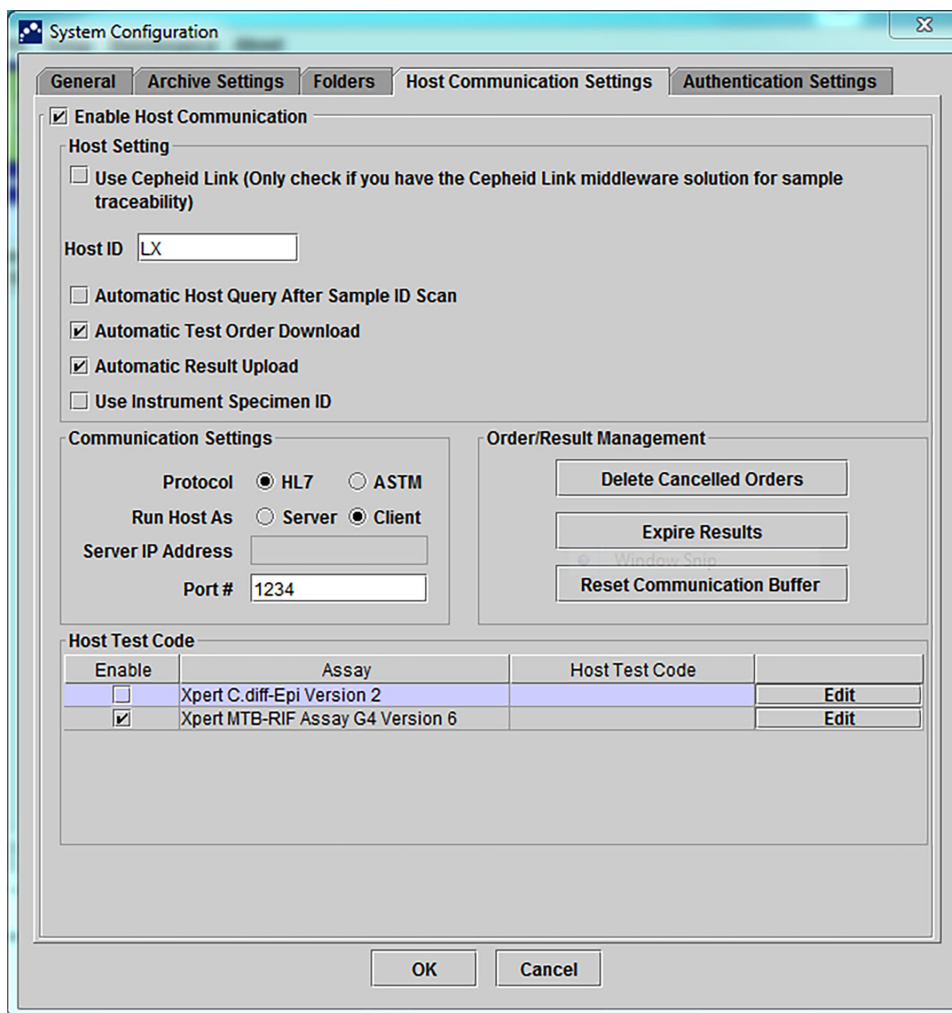 System Configuration
General Archive Settings Folders Host Communication Settings Authentication Settings
Enable Host Communication
Host Setting
Use Cepheid Link (Only check if you have the Cepheid Link middleware solution for sample
traceability)
Host ID LX
Automatic Host Query After Sample ID Scan
Automatic Test Order Download
Automatic Result Upload
Use Instrument Specimen ID
Communication Settings
Protocol HL7 ASTM
Run Host As Server Client
Server IP Address
Port # 1234
Order/Result Management
Delete Cancelled Orders
Expire Results
Window Snip
Reset Communication Buffer
Host Test Code
Enable Assay Host Test Code
Xpert C.diff-Epi Version 2 Edit
Xpert MTB-RIF Assay G4 Version 6 Edit
OK Cancel